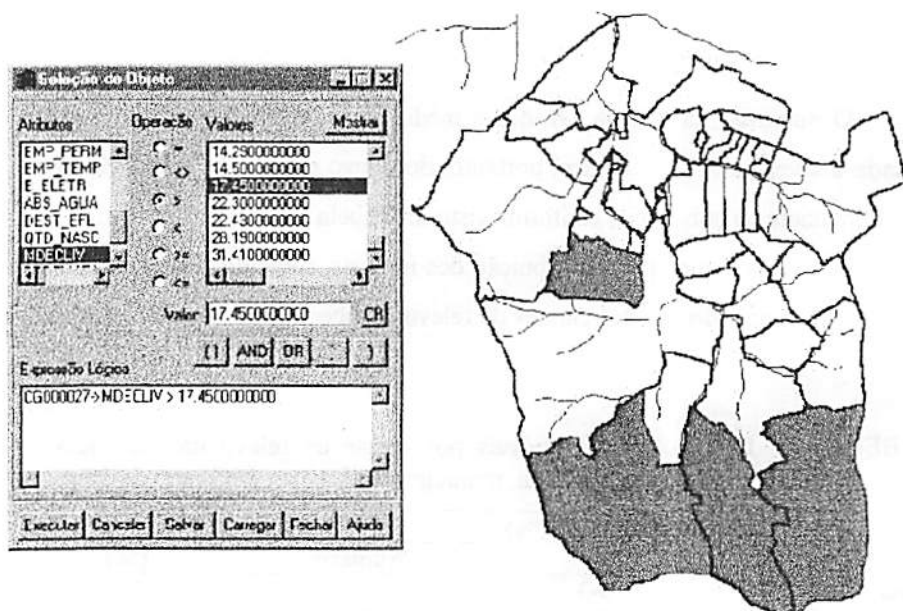 Seleção de Objeto
Atributos
Operação
Valores
Mostrar
EMP_PERM
EMP_TEMP
E_ELETR
ABS_AGUA
DEST_EFL
QTD_NASC
MDECLIV
=
<>
>
<
>=
<=
14.2900000000
14.5000000000
17.4500000000
22.3000000000
22.4300000000
28.1900000000
31.4100000000
Valor
17.4500000000
CR
( )
AND
OR
)
Expressão Lógica
CG000027->MDECLIV > 17.4500000000
Executar
Cancelar
Salvar
Carregar
Fechar
Ajuda